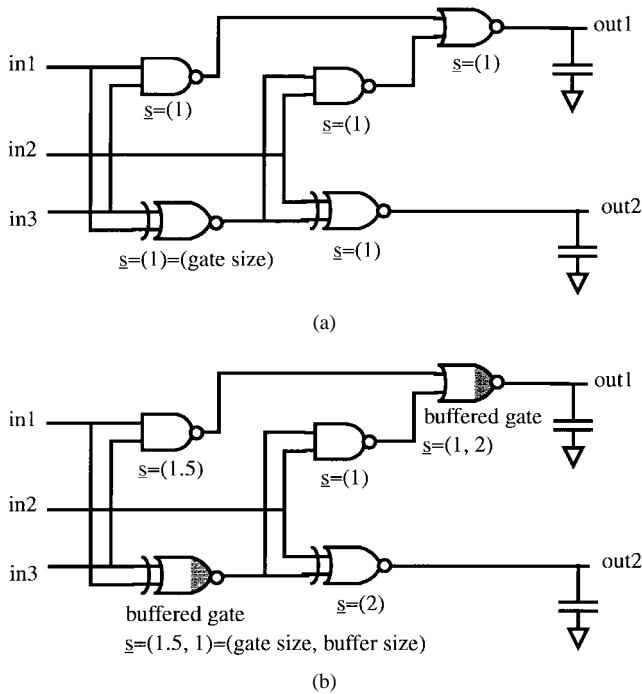 out1
in1
s=(1)
s=(1)
s=(1)
in2
in3
out2
s=(1)
s=(1)=(gate size)
(a)
out1
in1
buffered gate
s=(1, 2)
s=(1.5)
s=(1)
in2
in3
out2
s=(2)
buffered gate
s=(1.5, 1)=(gate size, buffer size)
(b)